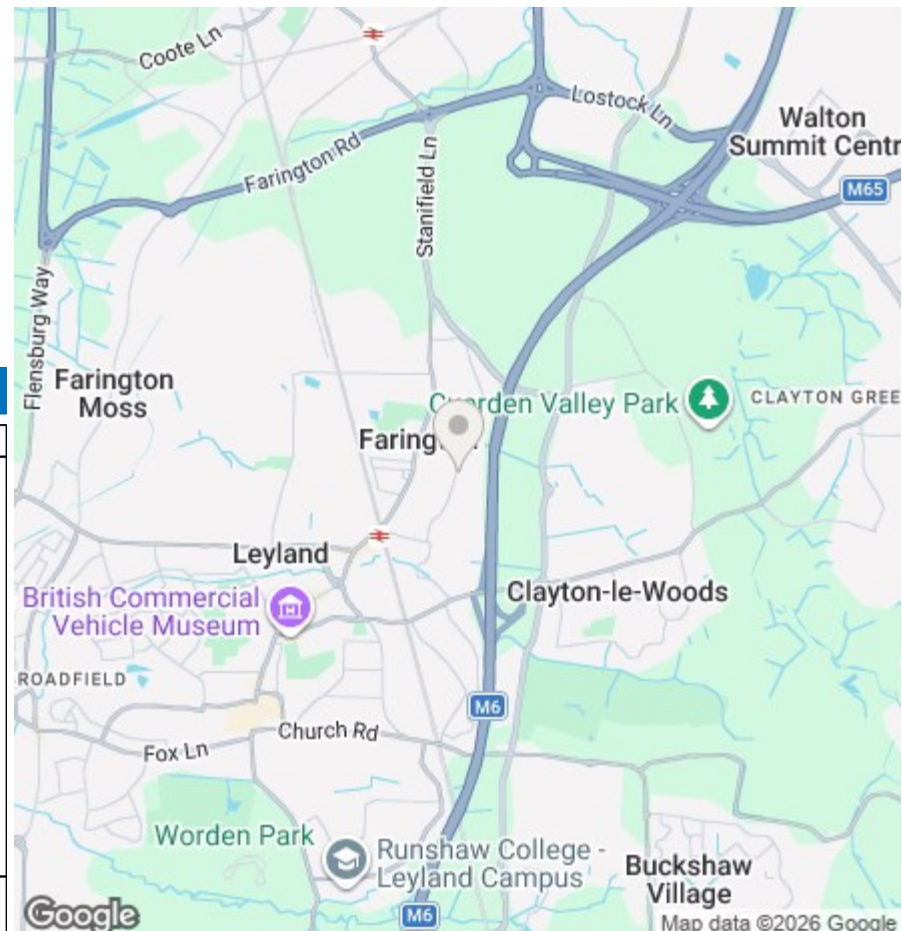 Coote Ln
Lostock Ln
Walton
Summit Centr
M65
Farington Rd
Stanifield Ln
Flensburg Way
Farington
Moss
Cuerden Valley Park
CLAYTON GREE
Faring
Leyland
British Commercial
Vehicle Museum
Clayton-le-Woods
ROADFIELD
M6
Church Rd
Fox Ln
Worden Park
Runshaw College -
Leyland Campus
Buckshaw
Village
M6
Google
Map data ©2026 Google